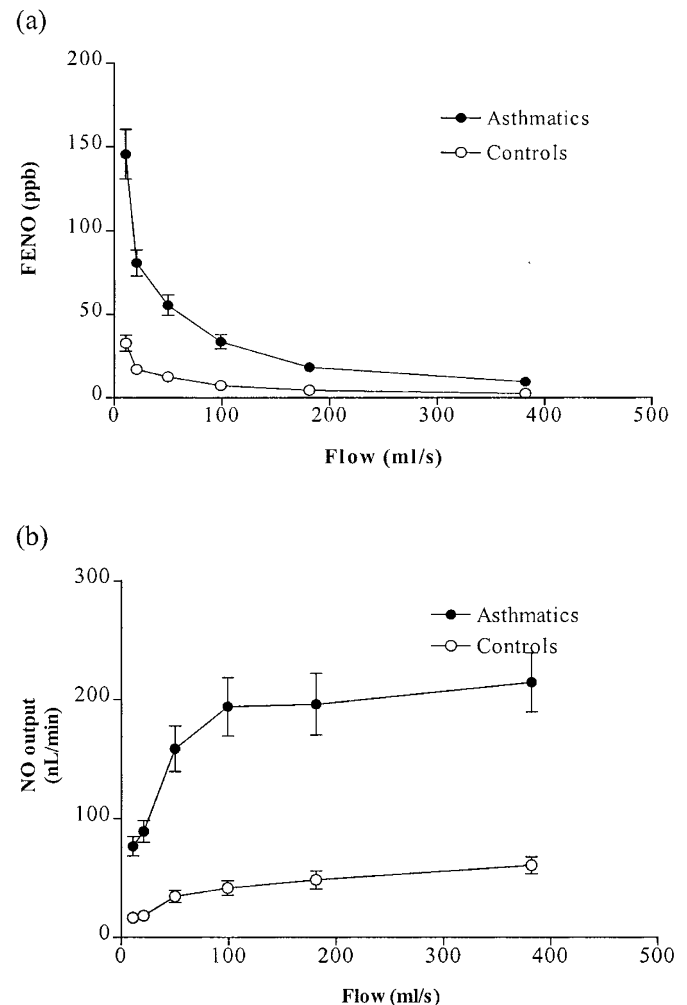 (a)
200
150
100
50
0
FENO (ppb)
Asthmatics
Controls
0 100 200 300 400 500
Flow (ml/s)
(b)
300
200
100
0
NO output
(nL/min)
Asthmatics
Controls
0 100 200 300 400 500
Flow (ml/s)